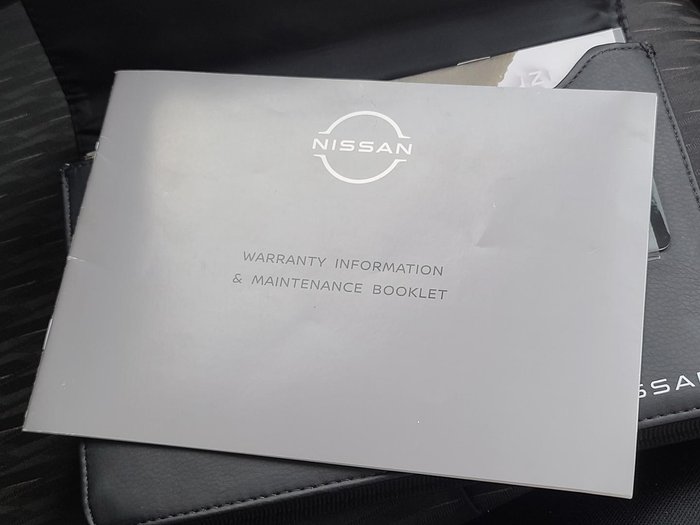 NISSAN
WARRANTY INFORMATION
& MAINTENANCE BOOKLET